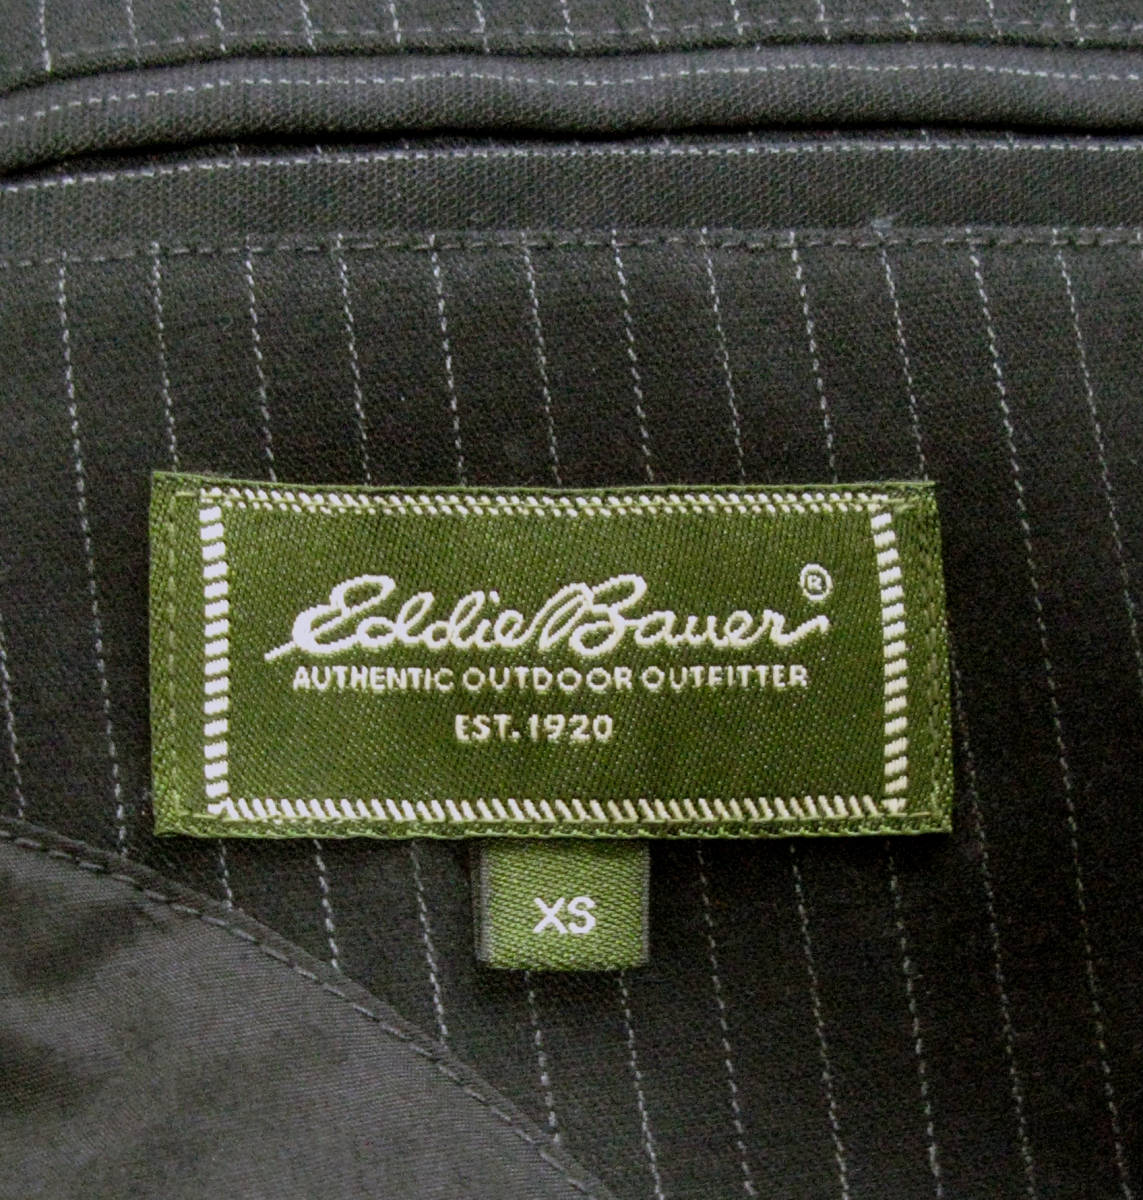 Eddie Bauer®
AUTHENTIC OUTDOOR OUTFITTER
EST. 1920
XS